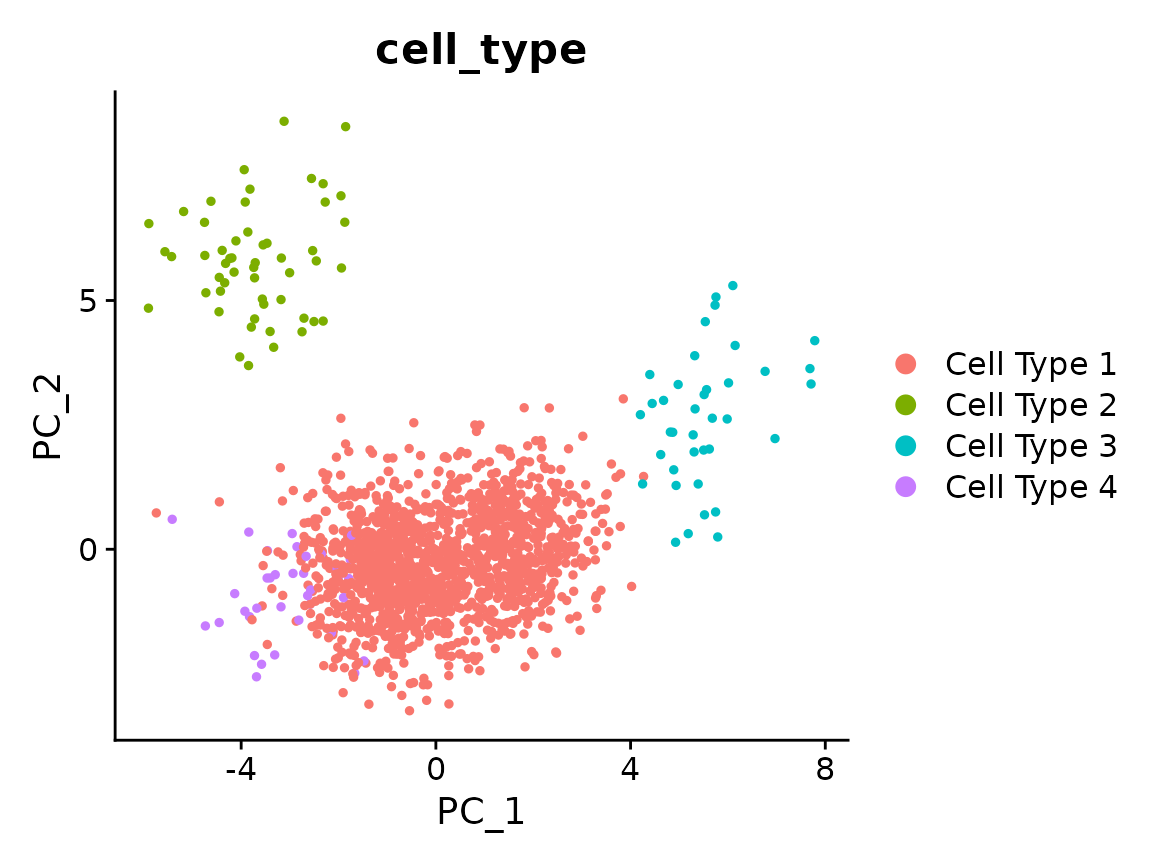 cell_type
PC_2
5
0
-4
0
4
8
PC_1
Cell Type 1
Cell Type 2
Cell Type 3
Cell Type 4